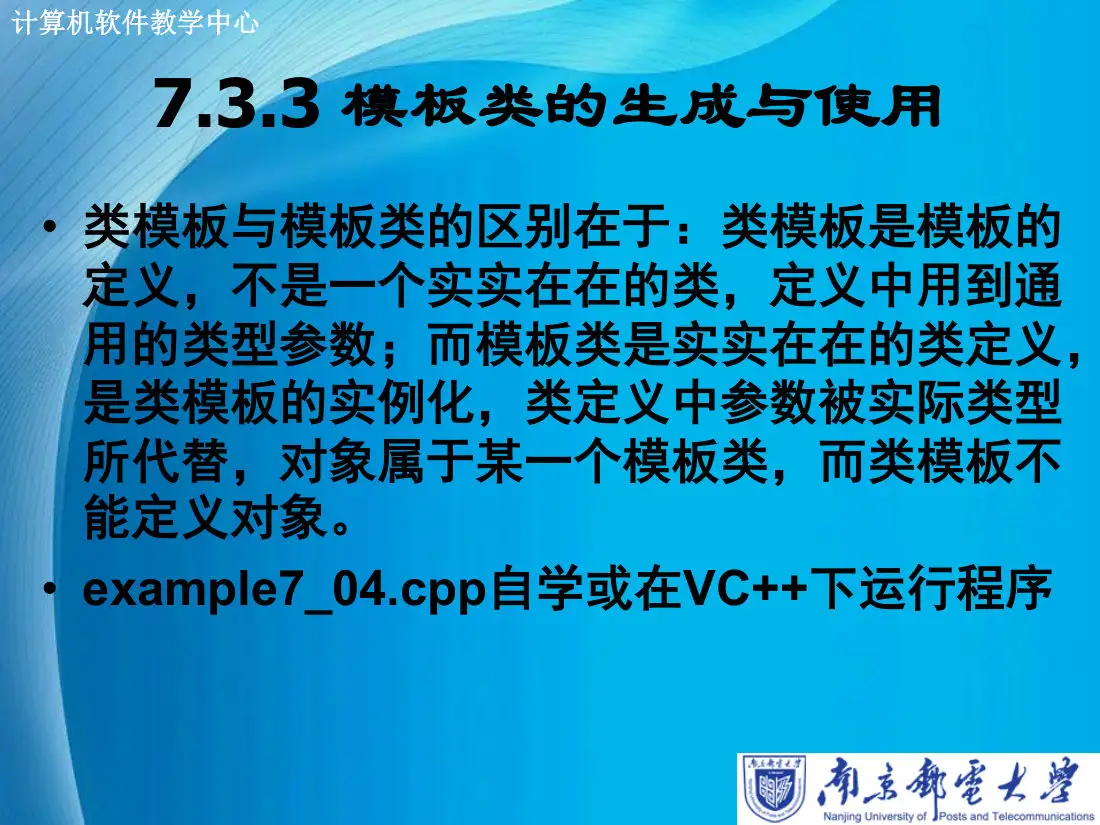 计算机软件教学中心
7.3.3 模板类的生成与使用
• 类模板与模板类的区别在于：类模板是模板的
定义，不是一个实实在在的类，定义中用到通
用的类型参数；而模板类是实实在在的类定义，
是类模板的实例化，类定义中参数被实际类型
所代替，对象属于某一个模板类，而类模板不
能定义对象。
• example7_04.cpp自学或在VC++下运行程序
南京郵電大學
Nanjing University of Posts and Telecommunications